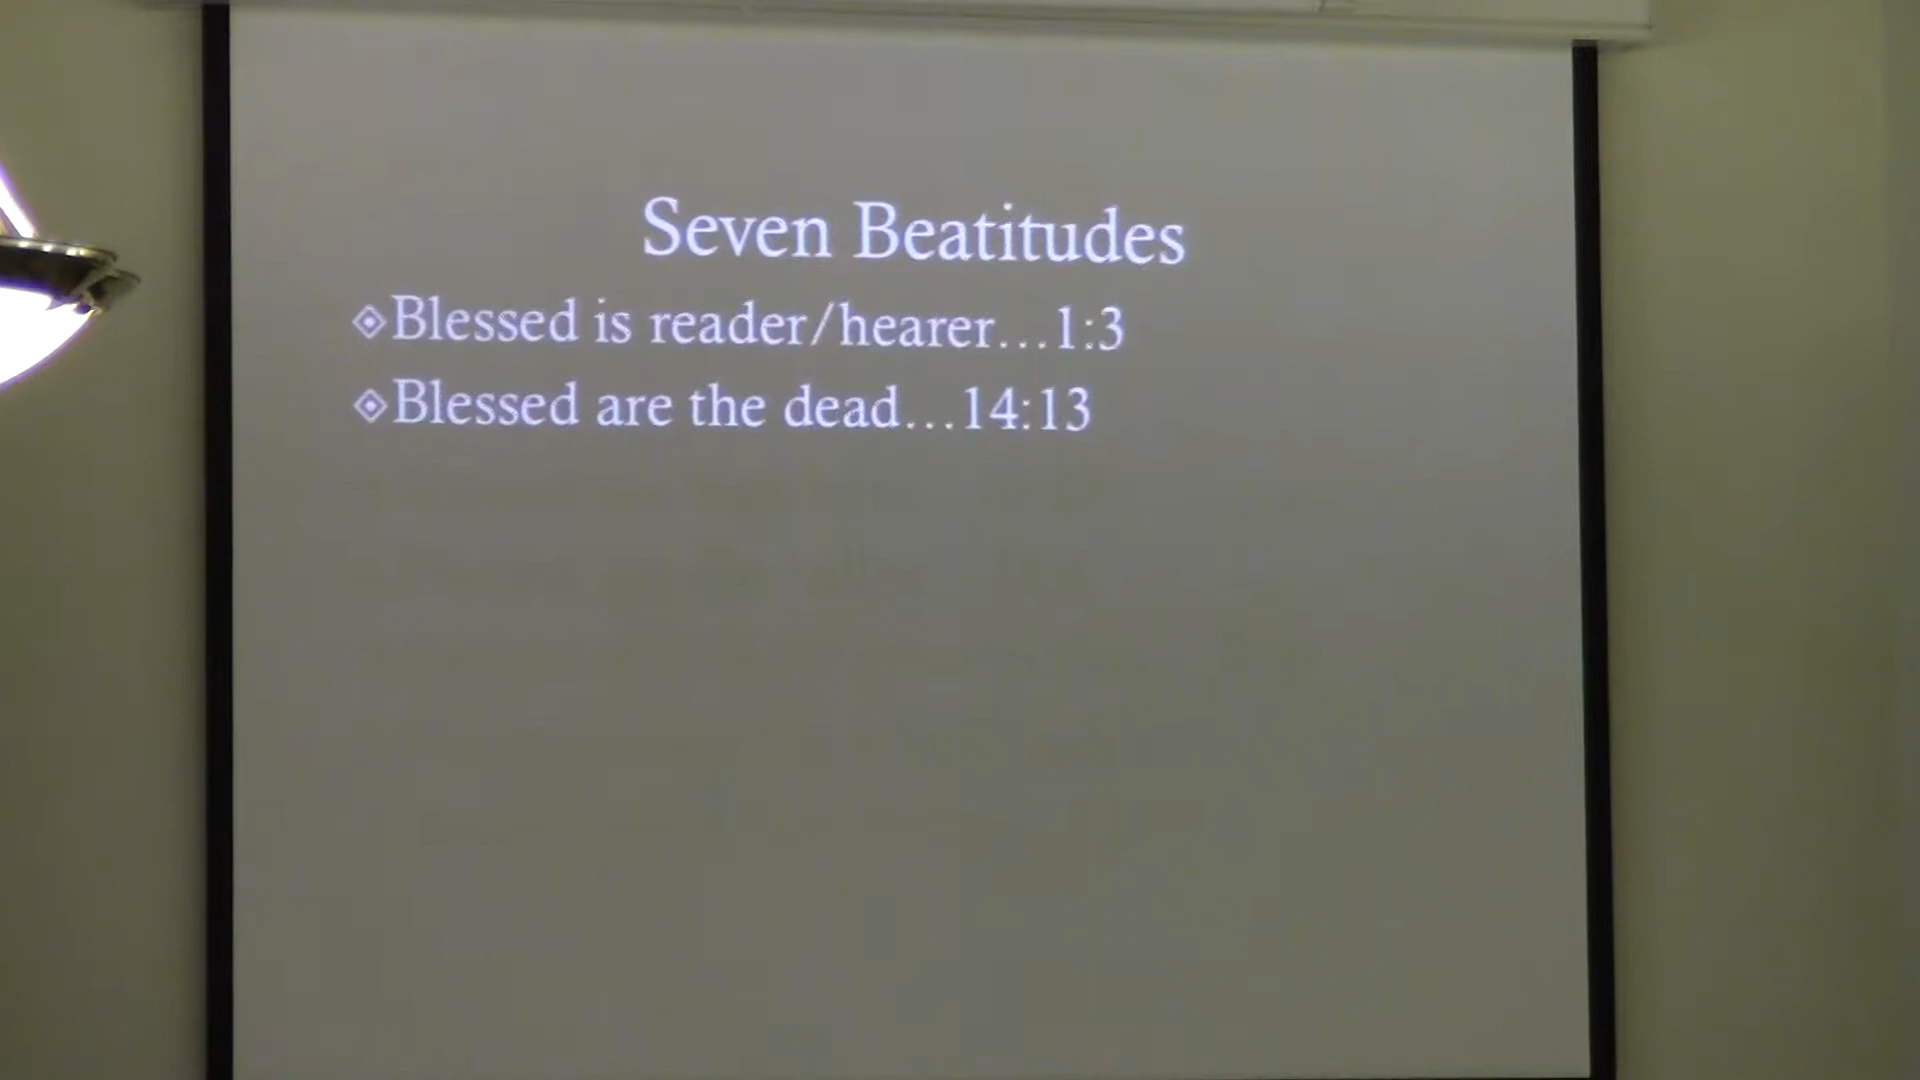 Seven Beatitudes
Blessed is reader/hearer...1:3
Blessed are the dead...14:13